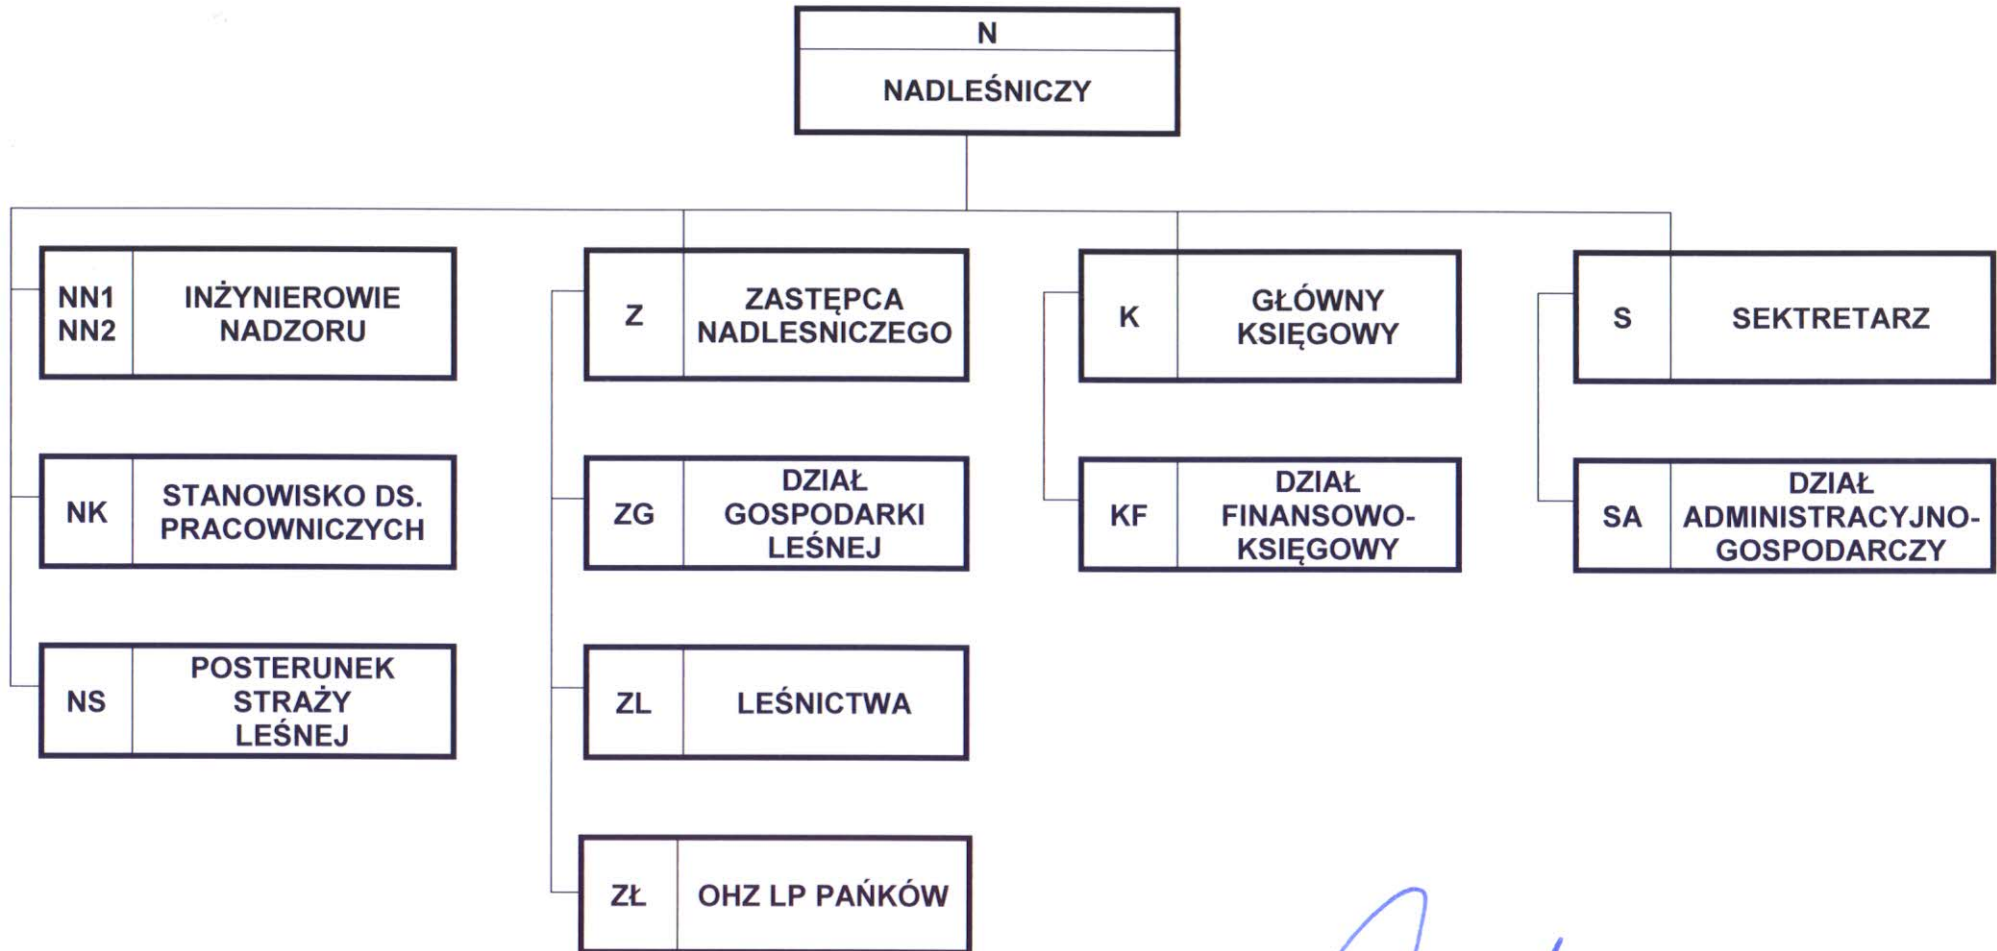 N
NADLEŚNICZY
NN1
NN2
INŻYNIEROWIE
NADZORU
Z
ZASTĘPCA
NADLESNICZEGO
K
GŁÓWNY
KSIĘGOWY
S
SEKTRETARZ
NK
STANOWISKO DS.
PRACOWNICZYCH
ZG
DZIAŁ
GOSPODARKI
LEŚNEJ
KF
DZIAŁ
FINANSOWO-
KSIĘGOWY
SA
DZIAŁ
ADMINISTRACYJNO-
GOSPODARCZY
NS
POSTERUNEK
STRAŻY
LEŚNEJ
ZL
LEŚNICTWA
ZŁ
OHZ LP PAŃKÓW